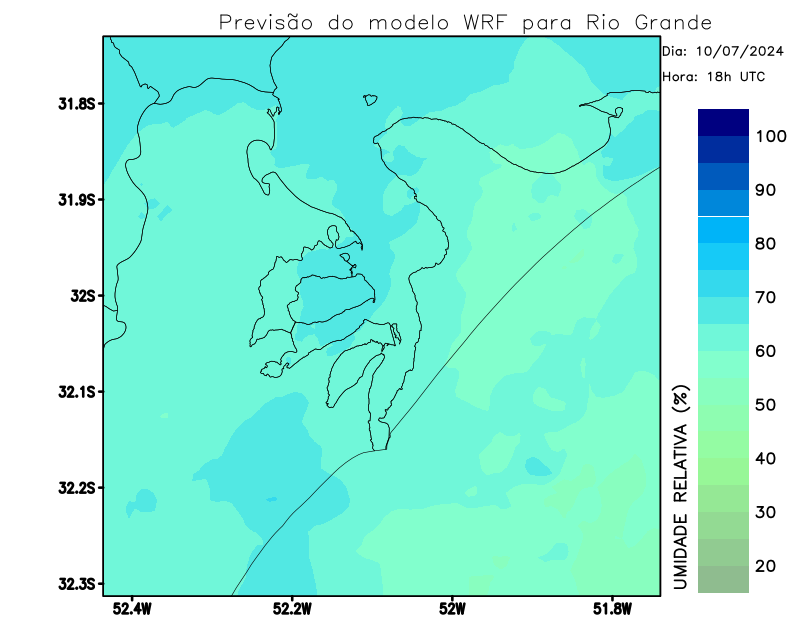 Previsão do modelo WRF para Rio Grande
Dia: 10/07/2024
Hora: 18h UTC
31.8S
31.9S
32S
32.1S
32.2S
32.3S
52.4W
52.2W
52W
51.8W
100
90
80
70
60
50
40
30
20
UMIDADE RELATIVA (%)